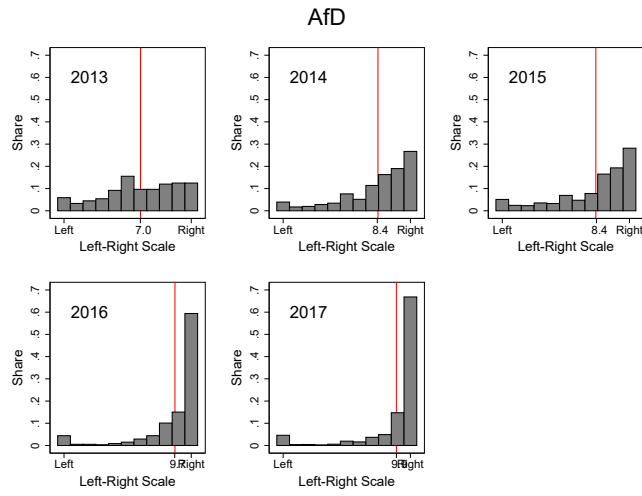 AfD
2013
Share
0 .1 .2 .3 .4 .5 .6 .7
Left 7.0 Right
Left-Right Scale
2014
Share
0 .1 .2 .3 .4 .5 .6 .7
Left 8.4 Right
Left-Right Scale
2015
Share
0 .1 .2 .3 .4 .5 .6 .7
Left 8.4 Right
Left-Right Scale
2016
Share
0 .1 .2 .3 .4 .5 .6 .7
Left Right
Left-Right Scale
2017
Share
0 .1 .2 .3 .4 .5 .6 .7
Left Right
Left-Right Scale